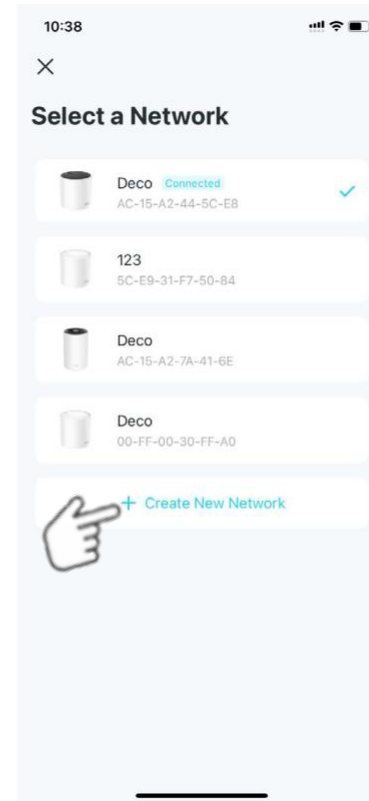 10:38
Select a Network
Deco Connected
AC-15-A2-44-5C-E8
123
5C-E9-31-F7-50-84
Deco
AC-15-A2-7A-41-6E
Deco
00-FF-00-30-FF-A0
+ Create New Network